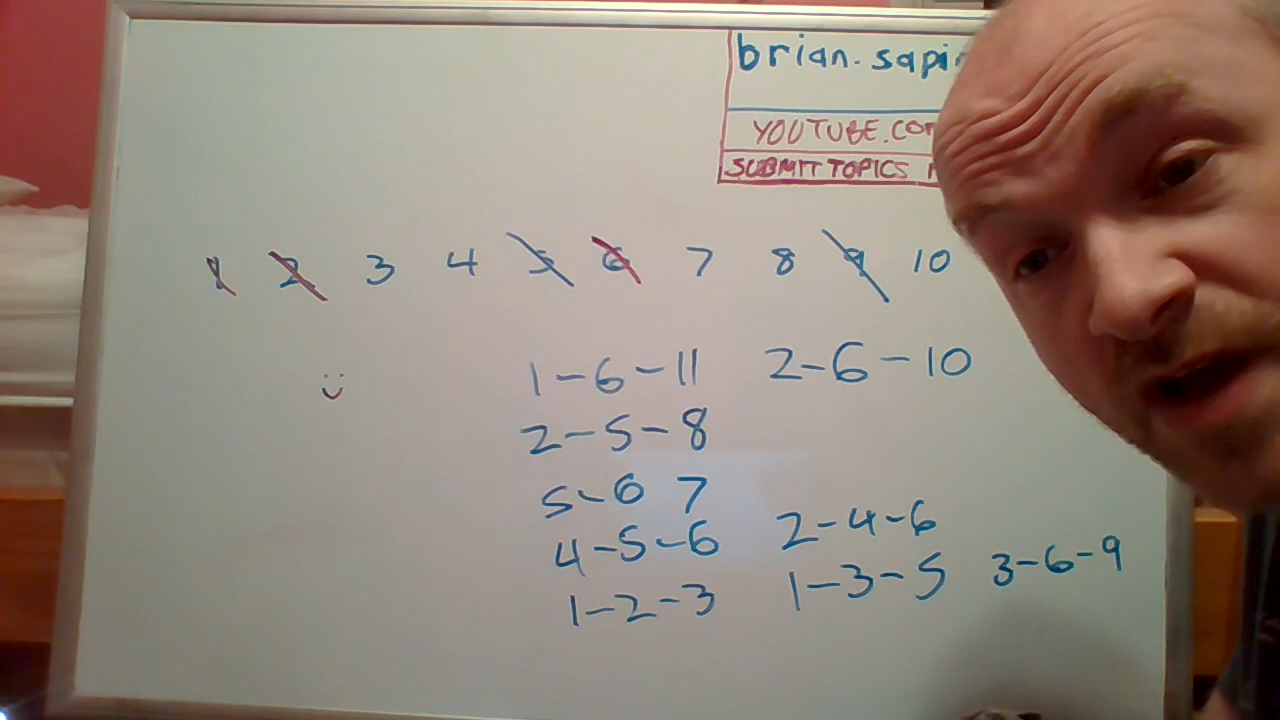 brian.sapi
YOUTUBE.COM
SUBMIT TOPICS
1 2 3 4 5 6 7 8 9 10
1-6-11 2-6-10
2-5-8
5-6 7
4-5-6 2-4-6
1-2-3 1-3-5 3-6-9